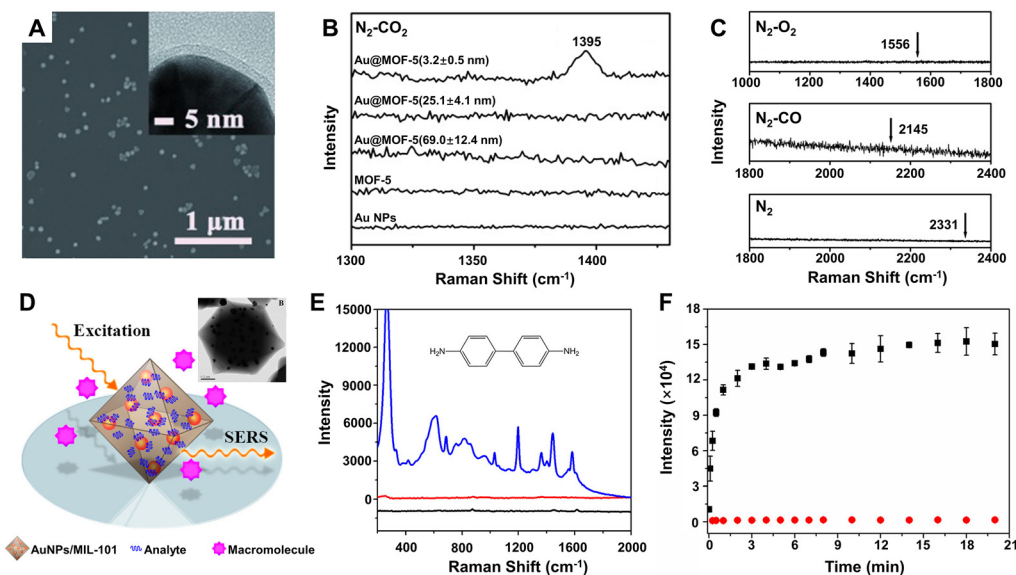 A
5 nm
1 µm
B
N₂-CO₂
1395
Au@MOF-5(3.2±0.5 nm)
Au@MOF-5(25.1±4.1 nm)
Au@MOF-5(69.0±12.4 nm)
MOF-5
Au NPs
Intensity
1300 1350 1400
Raman Shift (cm⁻¹)
C
N₂-O₂
1556
1000 1200 1400 1600 1800
N₂-CO
2145
1800 1900 2000 2100 2200 2300 2400
N₂
2331
1800 2000 2200 2400
Intensity
Raman Shift (cm⁻¹)
D
B
Excitation
SERS
AuNPs/MIL-101 Analyte Macromolecule
E
15000
12000
9000
6000
3000
0
H₂N
NH₂
Intensity
400 800 1200 1600 2000
Raman Shift (cm⁻¹)
F
18
15
12
9
6
3
0
Intensity (× 10⁴)
0 3 6 9 12 15 18 21
Time (min)